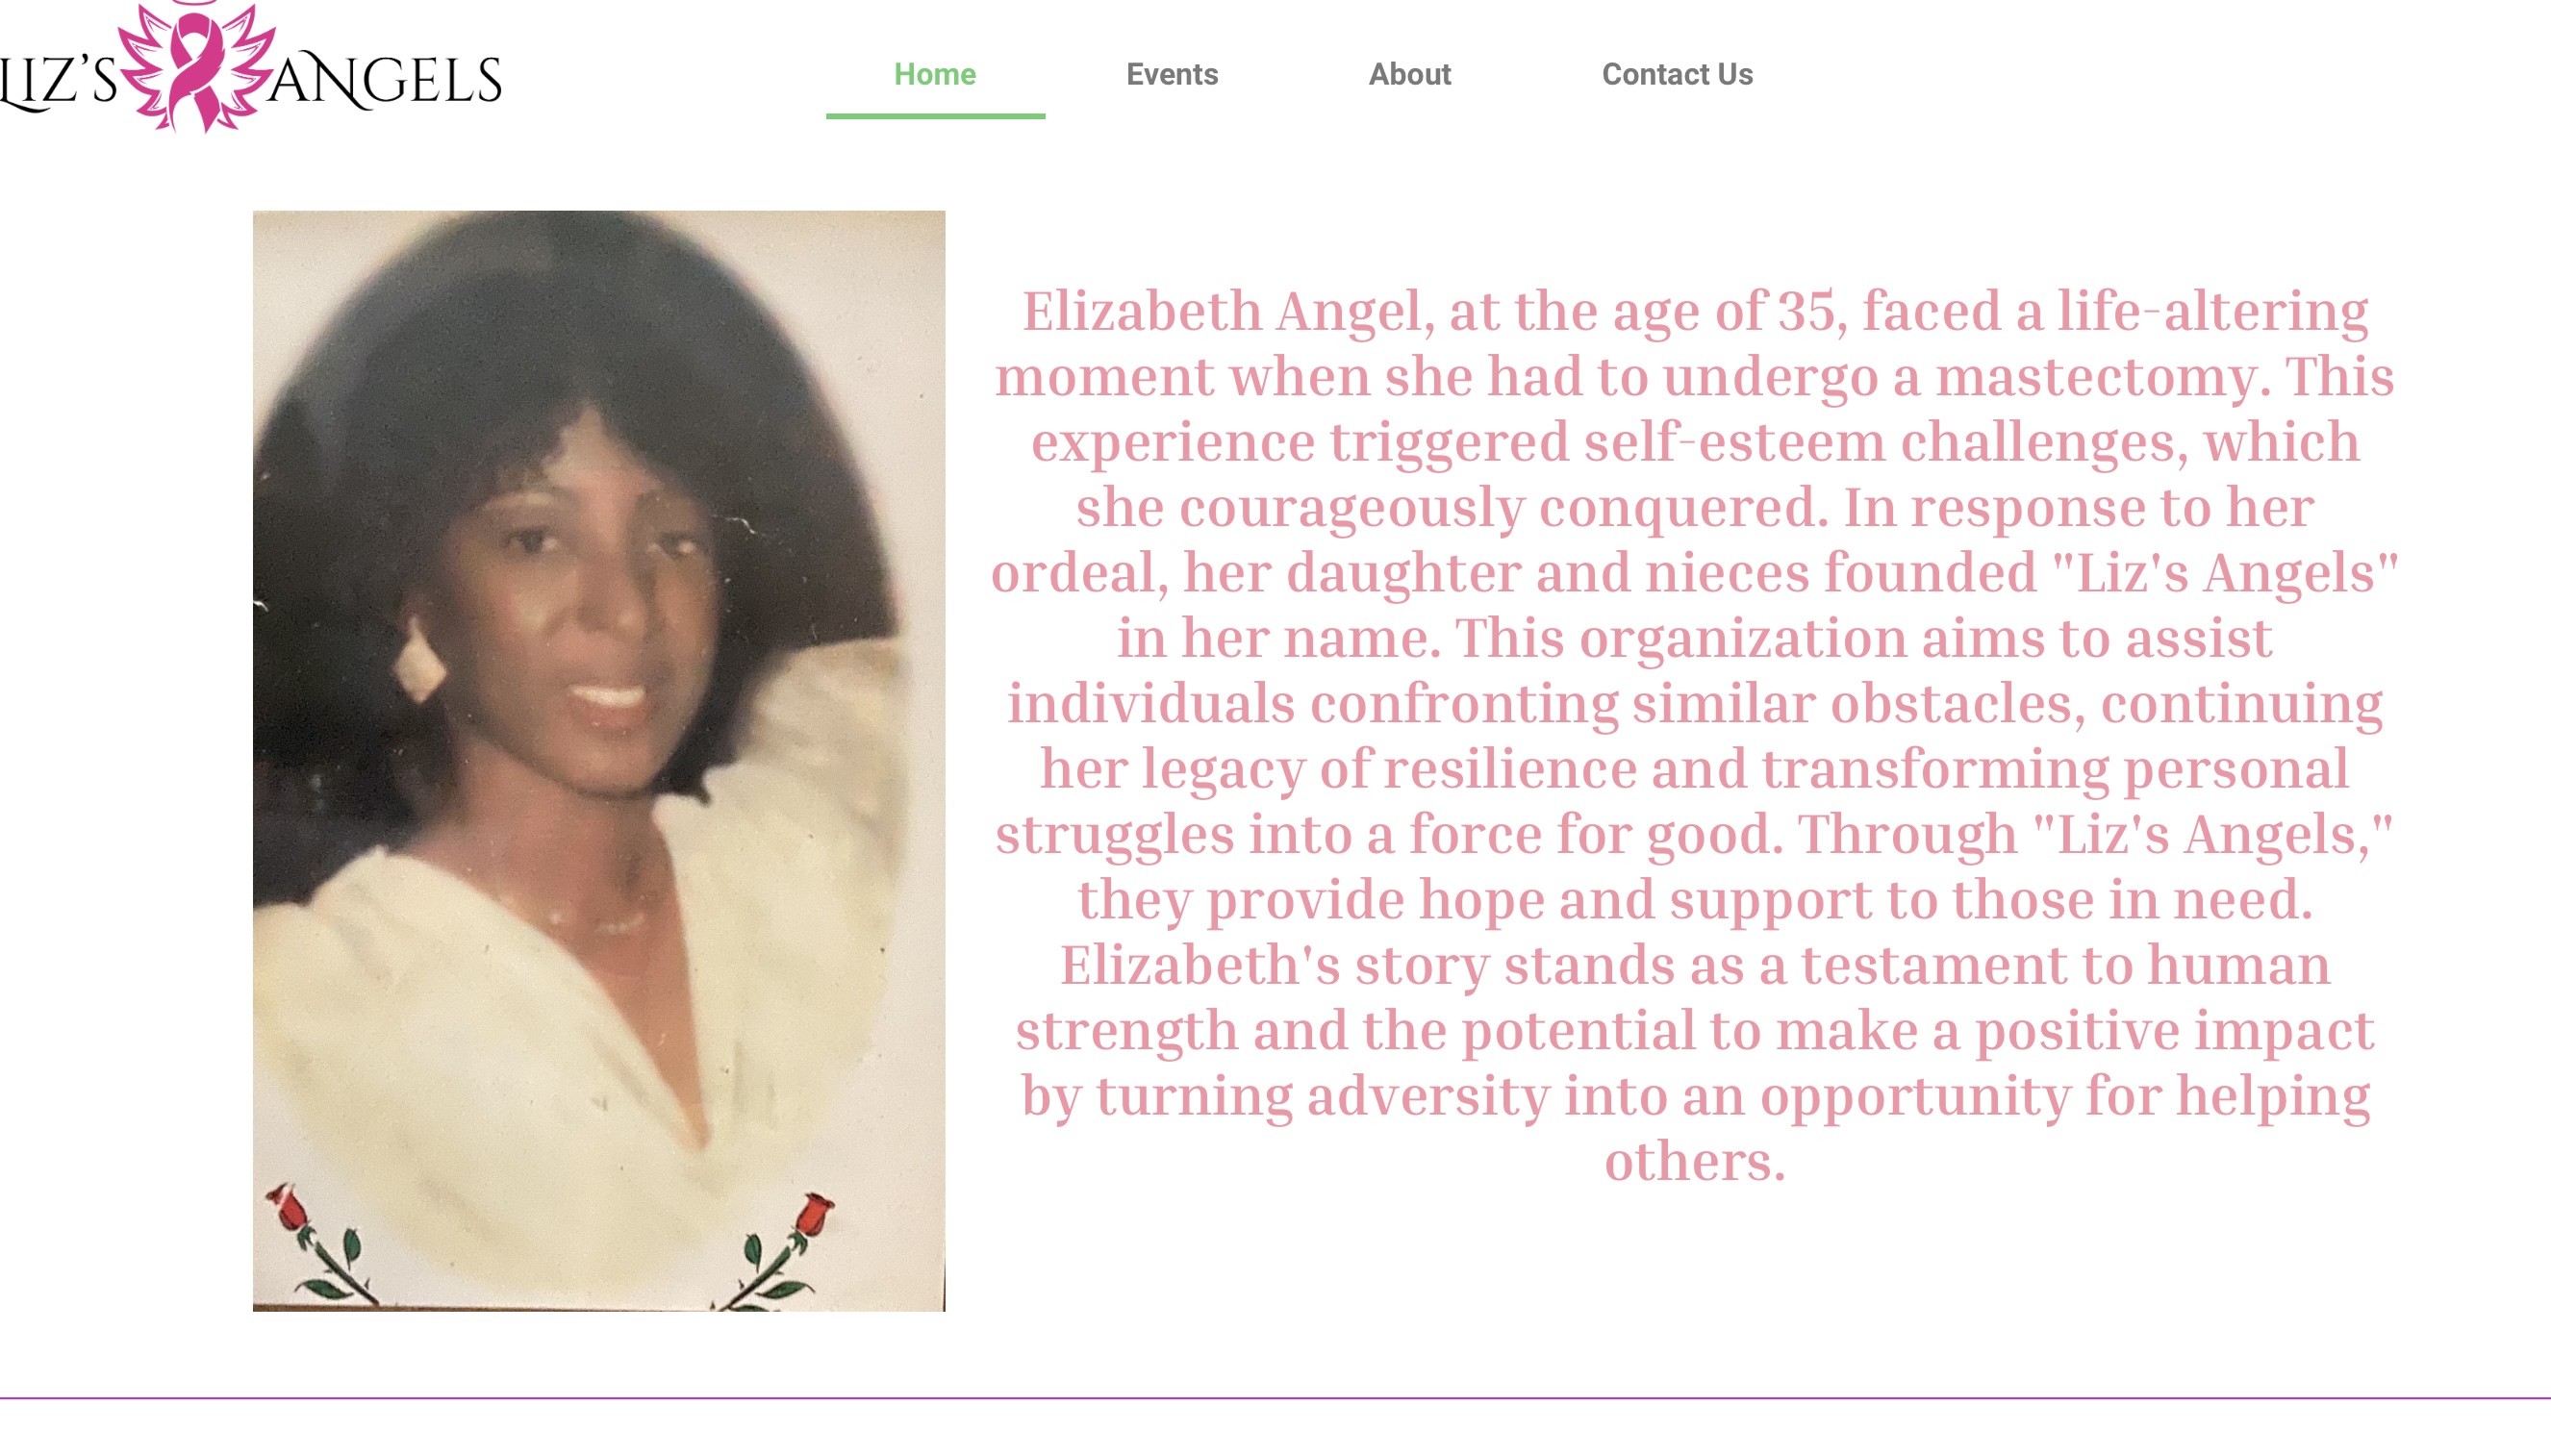 LIZ'S ANGELS
Home
Events
About
Contact Us
Elizabeth Angel, at the age of 35, faced a life-altering
moment when she had to undergo a mastectomy. This
experience triggered self-esteem challenges, which
she courageously conquered. In response to her
ordeal, her daughter and nieces founded "Liz's Angels"
in her name. This organization aims to assist
individuals confronting similar obstacles, continuing
her legacy of resilience and transforming personal
struggles into a force for good. Through "Liz's Angels,"
they provide hope and support to those in need.
Elizabeth's story stands as a testament to human
strength and the potential to make a positive impact
by turning adversity into an opportunity for helping
others.